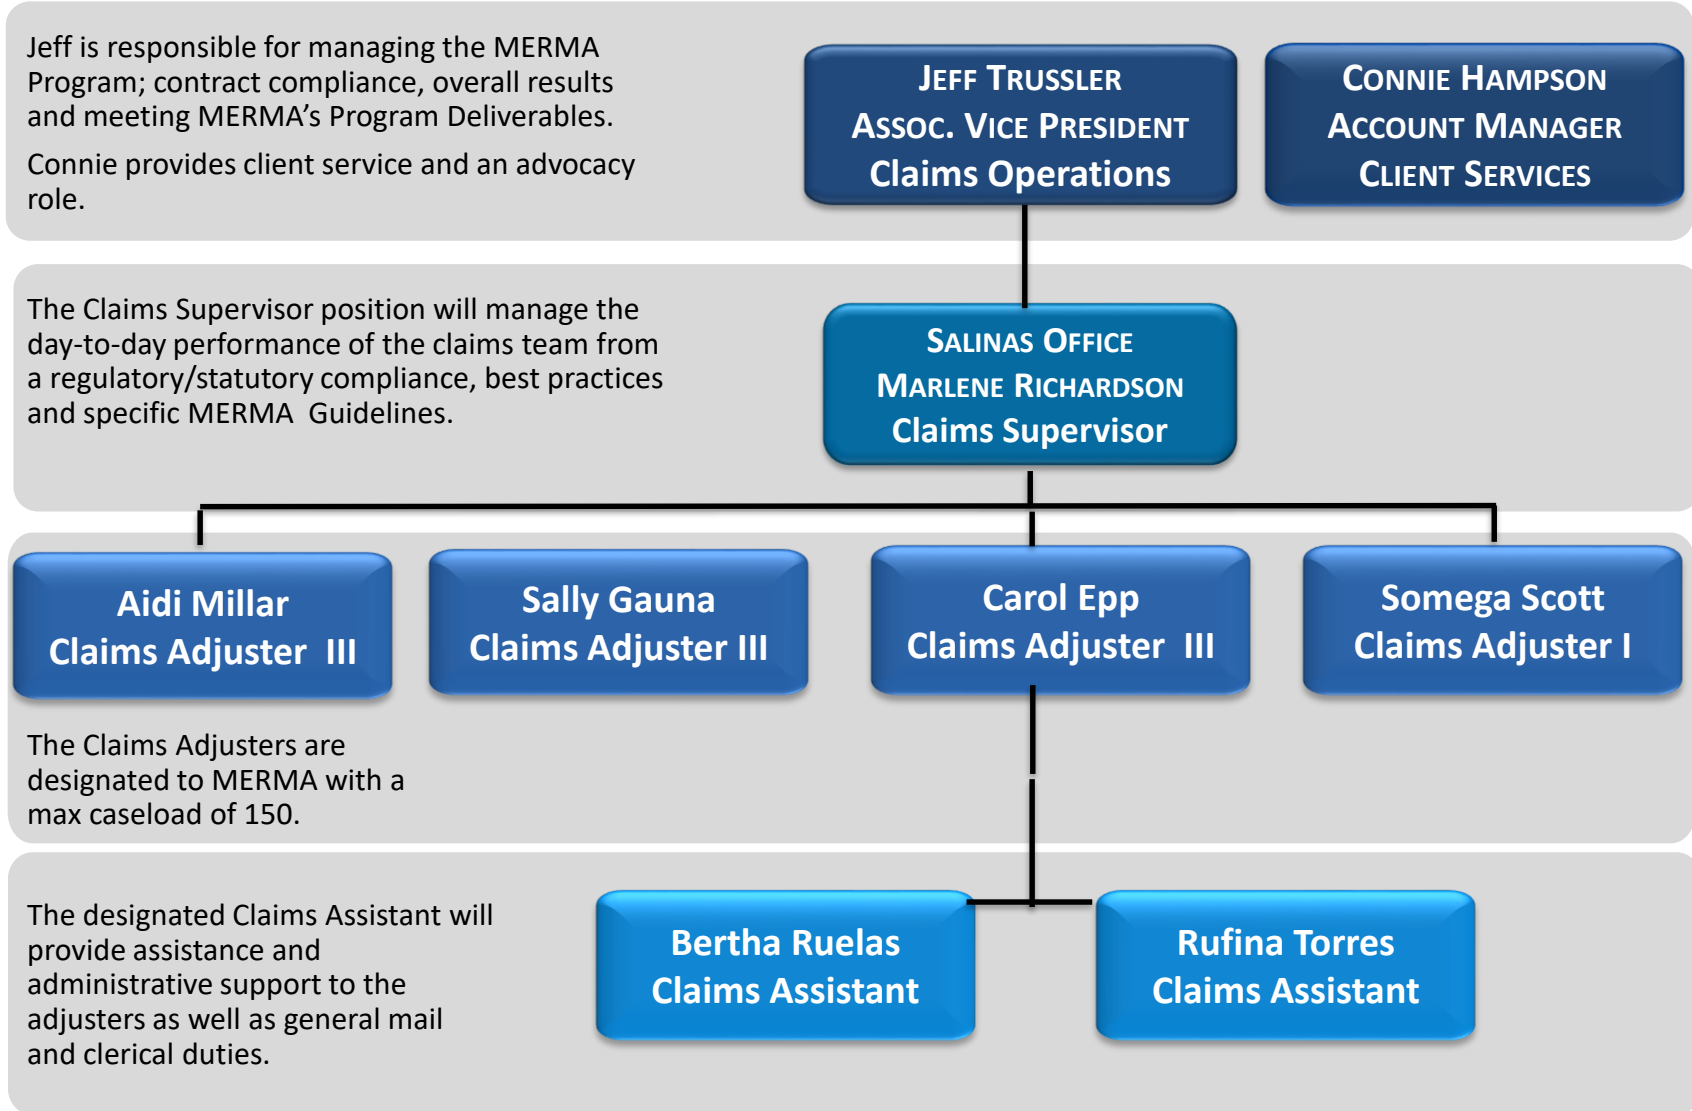 Jeff is responsible for managing the MERMA
Program; contract compliance, overall results
and meeting MERMA’s Program Deliverables.
Connie provides client service and an advocacy
role.
JEFF TRUSSLER
ASSOC. VICE PRESIDENT
Claims Operations
CONNIE HAMPSON
ACCOUNT MANAGER
CLIENT SERVICES
The Claims Supervisor position will manage the
day-to-day performance of the claims team from
a regulatory/statutory compliance, best practices
and specific MERMA  Guidelines.
SALINAS OFFICE
MARLENE RICHARDSON
Claims Supervisor
Aidi Millar
Claims Adjuster  III
Sally Gauna
Claims Adjuster III
Carol Epp
Claims Adjuster  III
Somega Scott
Claims Adjuster I
The Claims Adjusters are
designated to MERMA with a
max caseload of 150.
The designated Claims Assistant will
provide assistance and
administrative support to the
adjusters as well as general mail
and clerical duties.
Bertha Ruelas
Claims Assistant
Rufina Torres
Claims Assistant